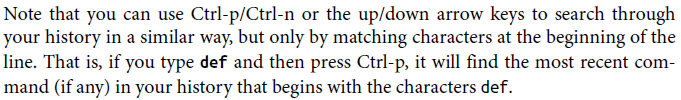 Note that you can use Ctrl-p/Ctrl-n or the up/down arrow keys to search through
your history in a similar way, but only by matching characters at the beginning of the
line. That is, if you type def and then press Ctrl-p, it will find the most recent com-
mand (if any) in your history that begins with the characters def.